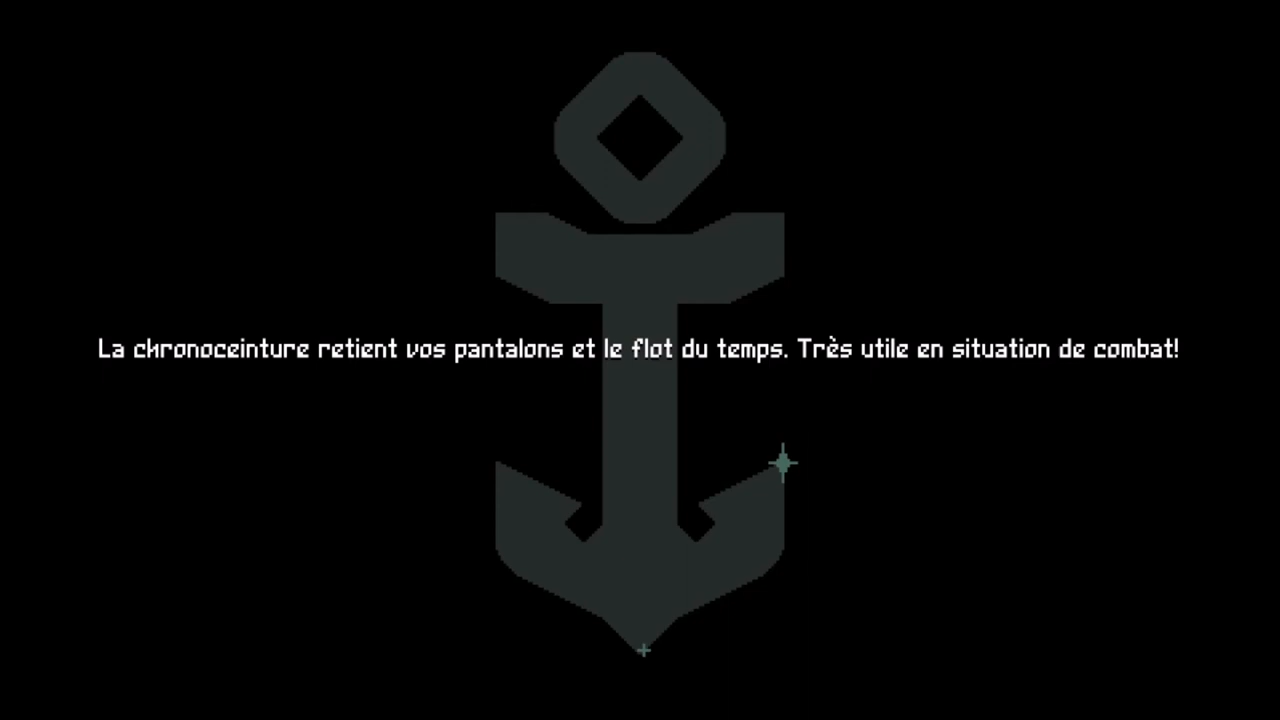 La chronoceinture retient vos pantalons et le flot du temps. Très utile en situation de combat!